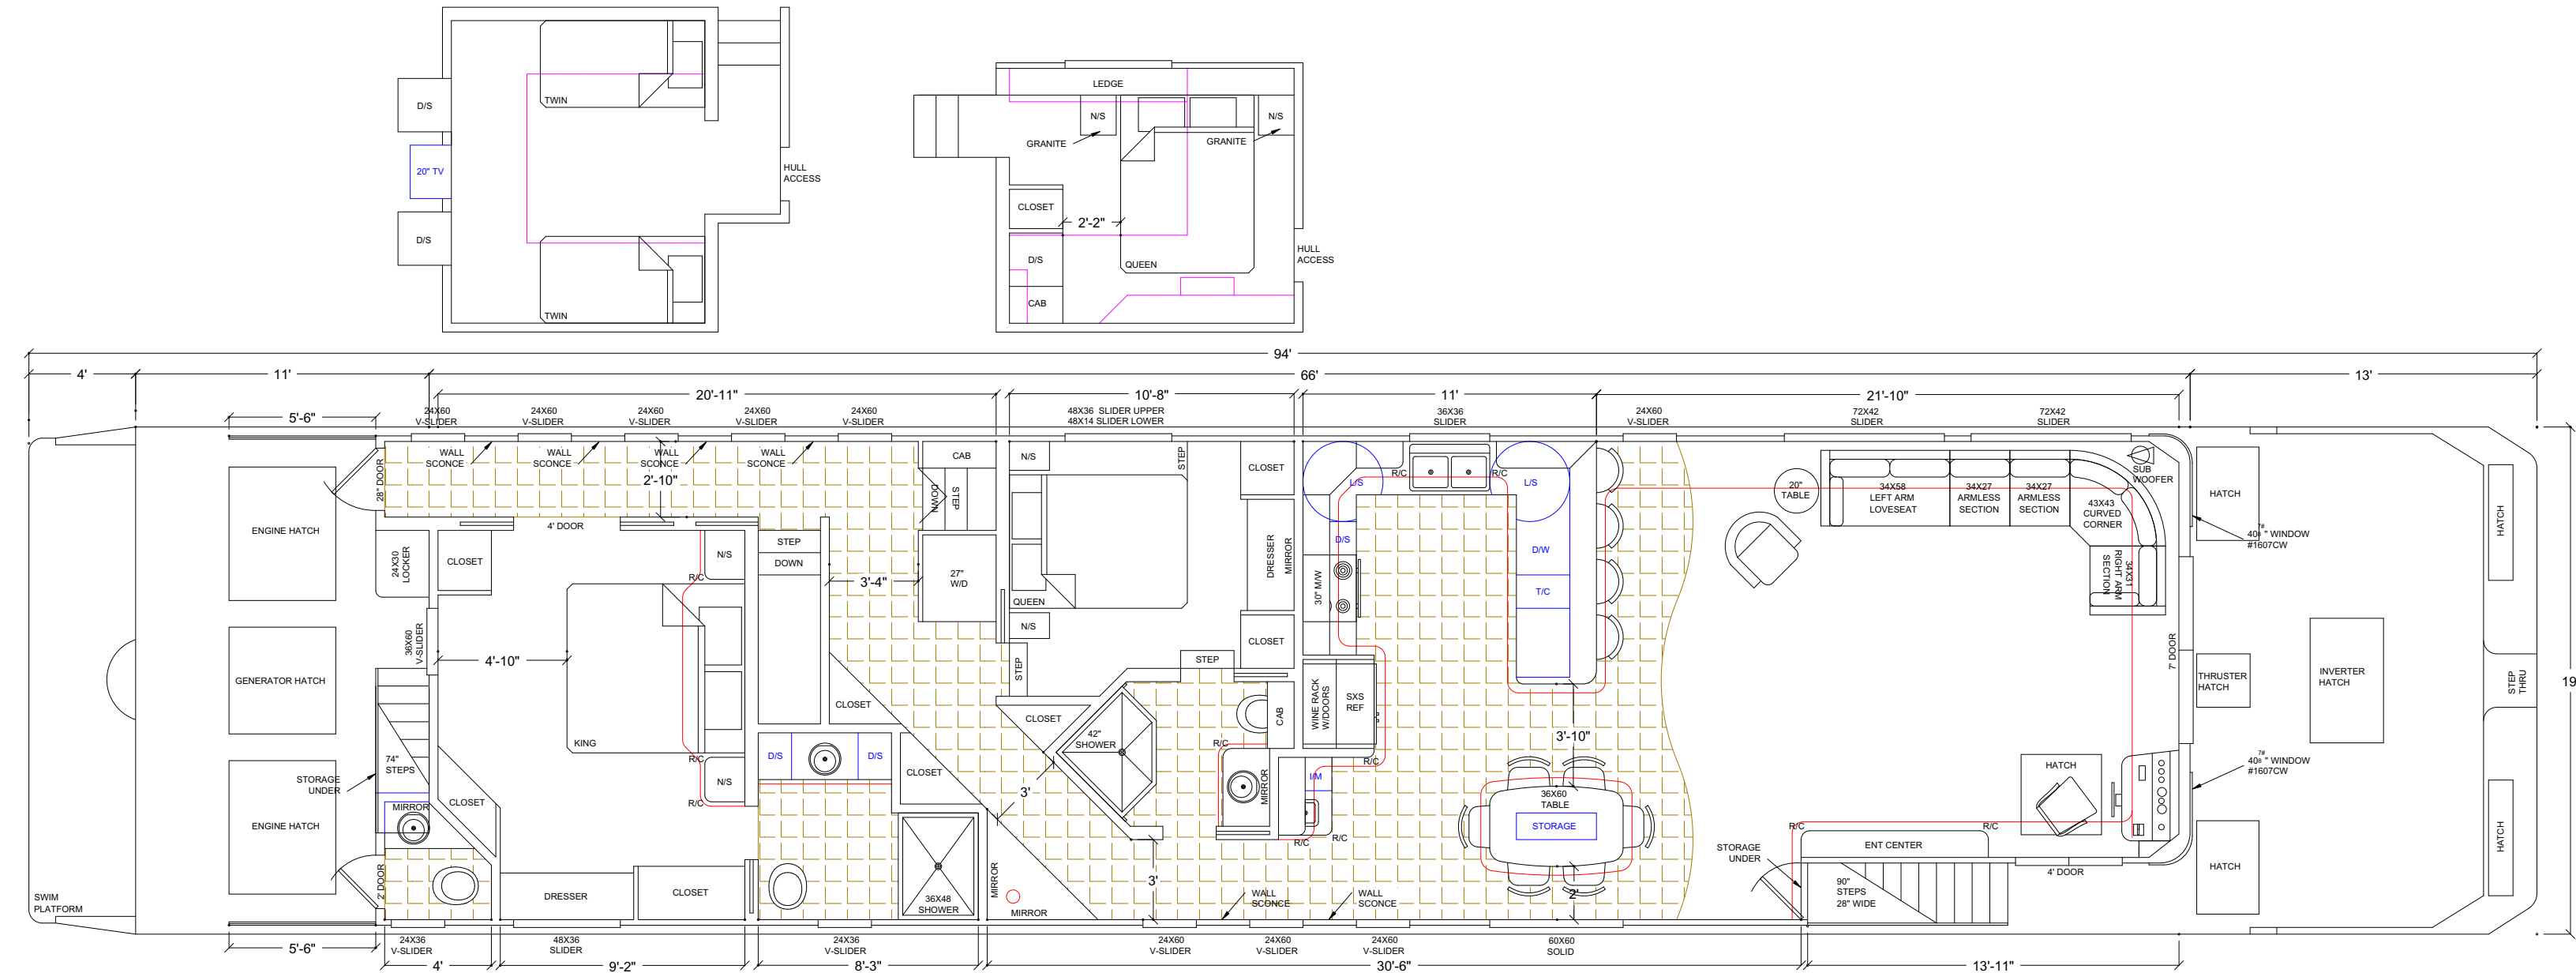 D/S
20" TV
D/S
TWIN
TWIN
HULL
ACCESS
LEDGE
N/S
N/S
GRANITE
GRANITE
CLOSET
2'-2"
D/S
CAB
QUEEN
HULL
ACCESS
94'
4'
11'
66'
13'
20'-11"
10'-8"
11'
21'-10"
5'-6"
24X60
V-SLIDER
24X60
V-SLIDER
24X60
V-SLIDER
24X60
V-SLIDER
24X60
V-SLIDER
48X36 SLIDER UPPER
48X14 SLIDER LOWER
36X36
SLIDER
24X60
V-SLIDER
72X42
SLIDER
72X42
SLIDER
WALL
SCONCE
WALL
SCONCE
WALL
SCONCE
WALL
SCONCE
2'-10"
28" DOOR
CAB
DOWN
STEP
N/S
STEP
CLOSET
R/C
R/C
L/S
L/S
20"
TABLE
34X58
LEFT ARM
LOVESEAT
34X27
ARMLESS
SECTION
34X27
ARMLESS
SECTION
43X43
CURVED
CORNER
SUB
WOOFER
HATCH
HATCH
ENGINE HATCH
4' DOOR
24X30
LOCKER
CLOSET
N/S
R/C
STEP
DOWN
3'-4"
27"
W/D
QUEEN
N/S
DRESSER
MIRROR
CLOSET
D/S
30" M/W
D/W
T/C
34X31
RIGHT ARM
SECTION
40⅞" WINDOW
#1607CW
36X60
V-SLIDER
4'-10"
GENERATOR HATCH
KING
CLOSET
STEP
STEP
CLOSET
42"
SHOWER
CAB
WINE RACK
W/DOORS
SXS
REF
7' DOOR
THRUSTER
HATCH
INVERTER
HATCH
STEP
THRU
19'
74"
STEPS
STORAGE
UNDER
MIRROR
CLOSET
R/C
N/S
R/C
D/S
D/S
CLOSET
3'
R/C
MIRROR
I/M
R/C
R/C
R/C
3'-10"
36X60
TABLE
STORAGE
2'
HATCH
40⅞" WINDOW
#1607CW
ENGINE HATCH
R/C
R/C
ENT CENTER
STORAGE
UNDER
HATCH
HATCH
SWIM
PLATFORM
2' DOOR
DRESSER
CLOSET
36X48
SHOWER
MIRROR
MIRROR
3'
WALL
SCONCE
WALL
SCONCE
90"
STEPS
28" WIDE
4' DOOR
5'-6"
24X36
V-SLIDER
48X36
SLIDER
24X36
V-SLIDER
24X60
V-SLIDER
24X60
V-SLIDER
24X60
V-SLIDER
60X60
SOLID
4'
9'-2"
8'-3"
30'-6"
13'-11"